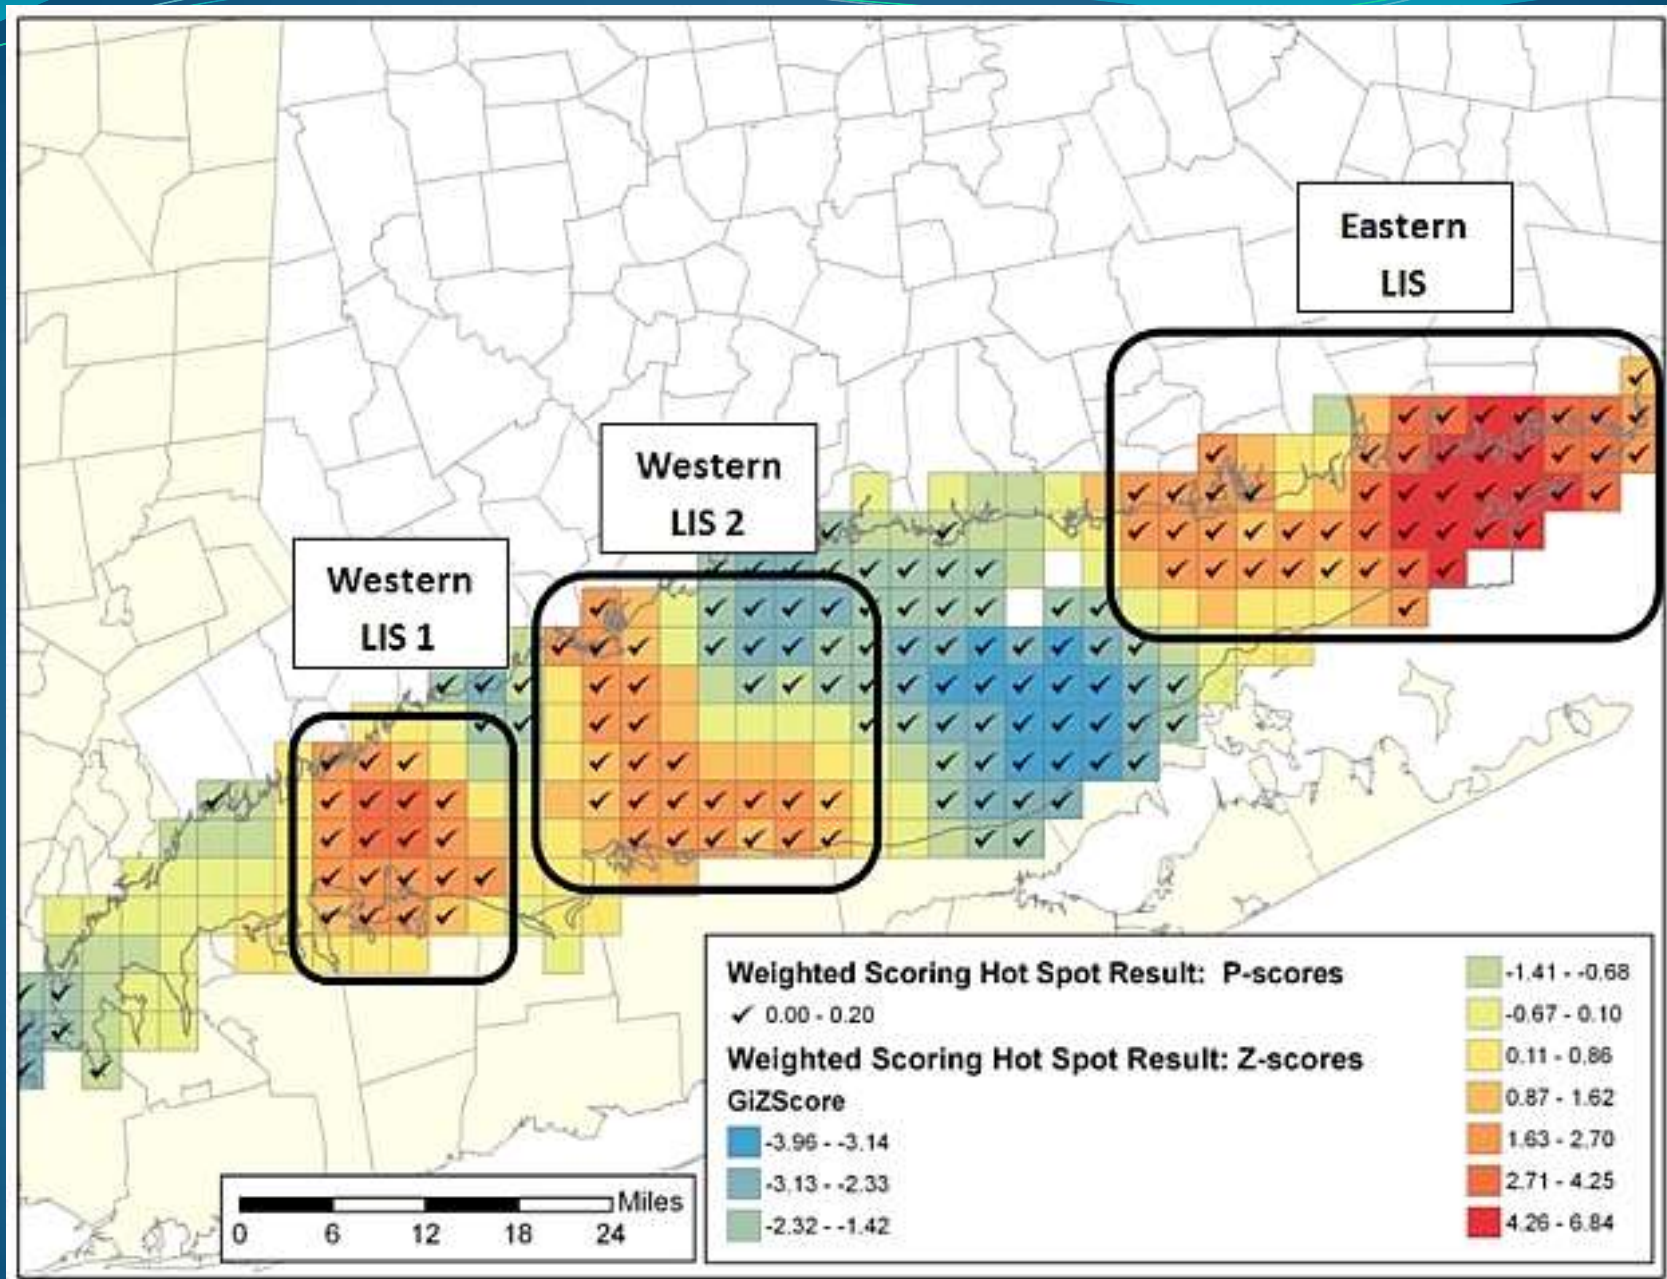 Eastern
LIS
Western
LIS 2
Western
LIS 1
Weighted Scoring Hot Spot Result: P-scores
0.00 - 0.20
Weighted Scoring Hot Spot Result: Z-scores
GiZScore
-3.96 - -3.14
-3.13 - -2.33
-2.32 - -1.42
-1.41 - -0.68
-0.67 - 0.10
0.11 - 0.86
0.87 - 1.62
1.63 - 2.70
2.71 - 4.25
4.26 - 6.84
Miles
0 6 12 18 24